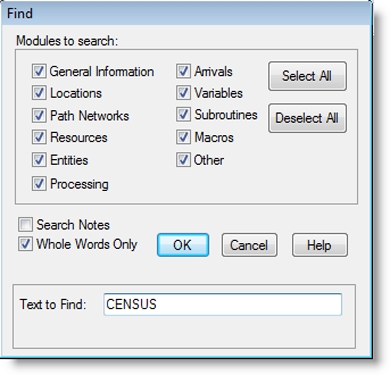 Find
Modules to search:
General Information Arrivals Select All
Locations Variables
Path Networks Subroutines Deselect All
Resources Macros
Entities Other
Processing
Search Notes
Whole Words Only OK Cancel Help
Text to Find: CENSUS